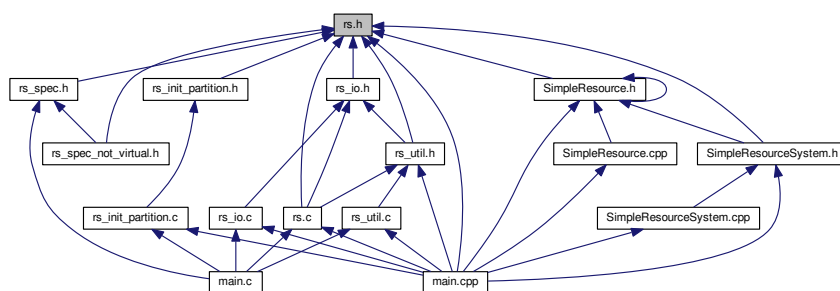 rs.h
rs_spec.h
rs_init_partition.h
rs_io.h
SimpleResource.h
rs_spec_not_virtual.h
rs_util.h
SimpleResource.cpp
SimpleResourceSystem.h
rs_init_partition.c
rs_io.c
rs.c
rs_util.c
SimpleResourceSystem.cpp
main.c
main.cpp